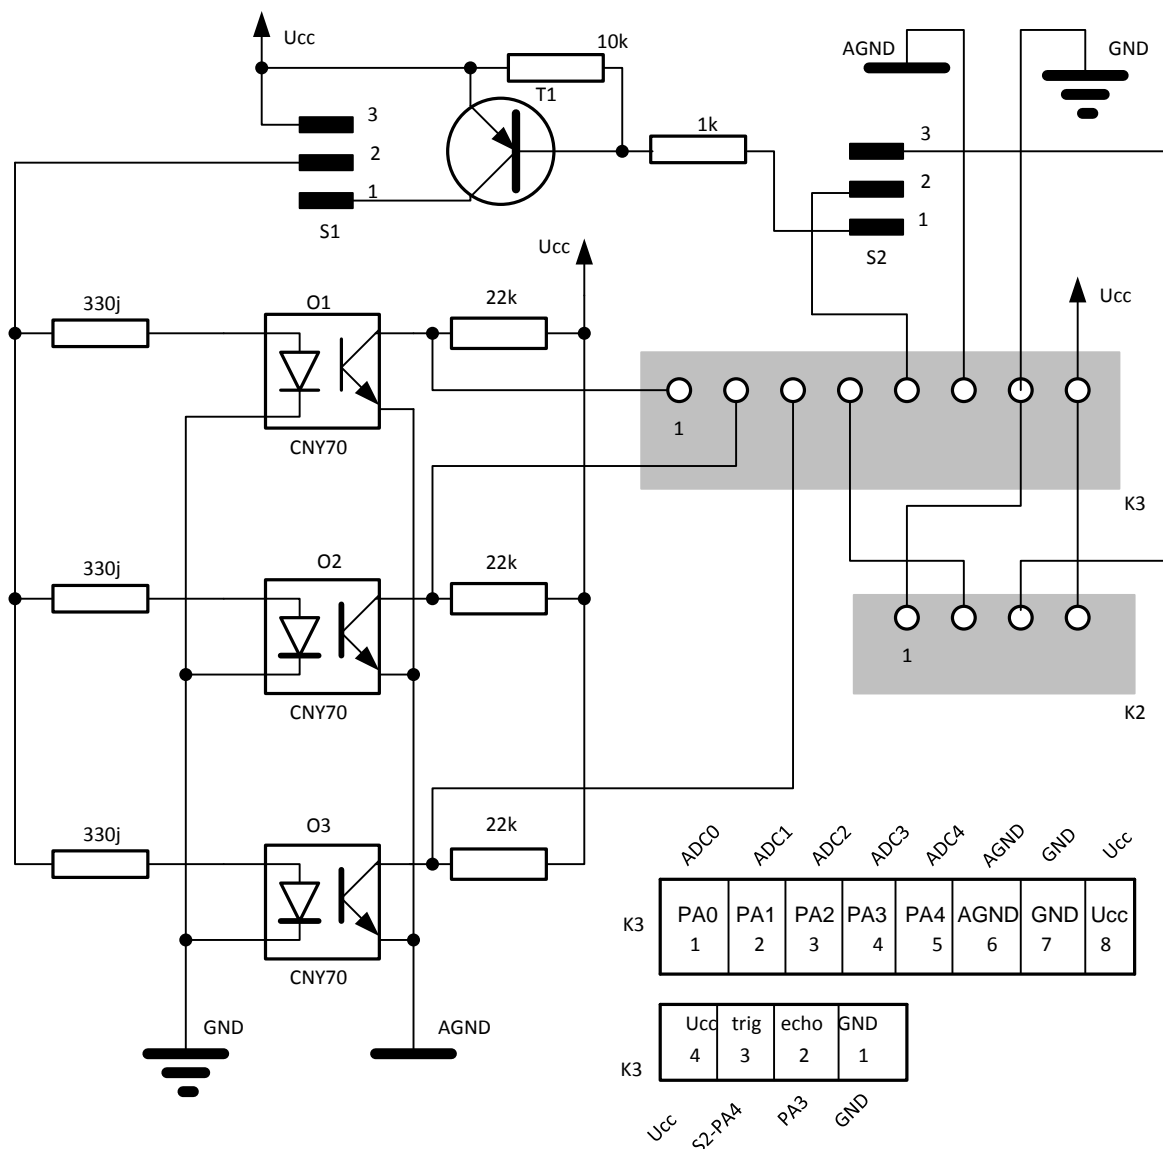 Ucc
10k
AGND
GND
T1
3
2
1
S1
1k
3
2
1
S2
Ucc
Ucc
330j
O1
22k
CNY70
1
K3
330j
O2
22k
CNY70
1
K2
330j
O3
22k
CNY70
GND
AGND
ADC0 ADC1 ADC2 ADC3 ADC4 AGND GND Ucc
K3 PA0 PA1 PA2 PA3 PA4 AGND GND Ucc
1 2 3 4 5 6 7 8
Ucc trig echo GND
K3 4 3 2 1
Ucc S2-PA4 PA3 GND